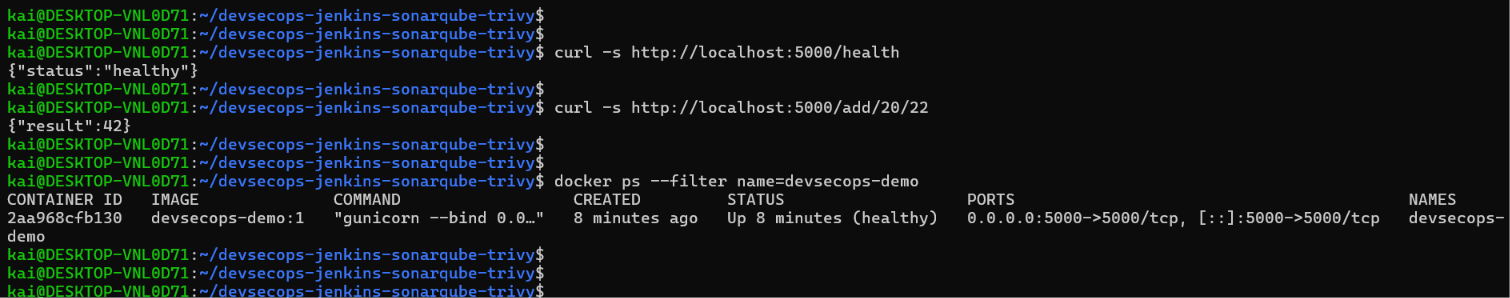 kai@DESKTOP-VNL0D71:~/devsecops-jenkins-sonarqube-trivy$
kai@DESKTOP-VNL0D71:~/devsecops-jenkins-sonarqube-trivy$
kai@DESKTOP-VNL0D71:~/devsecops-jenkins-sonarqube-trivy$ curl -s http://localhost:5000/health
{"status":"healthy"}
kai@DESKTOP-VNL0D71:~/devsecops-jenkins-sonarqube-trivy$
kai@DESKTOP-VNL0D71:~/devsecops-jenkins-sonarqube-trivy$ curl -s http://localhost:5000/add/20/22
{"result":42}
kai@DESKTOP-VNL0D71:~/devsecops-jenkins-sonarqube-trivy$
kai@DESKTOP-VNL0D71:~/devsecops-jenkins-sonarqube-trivy$
kai@DESKTOP-VNL0D71:~/devsecops-jenkins-sonarqube-trivy$ docker ps --filter name=devsecops-demo
CONTAINER ID   IMAGE              COMMAND                  CREATED         STATUS                   PORTS                                         NAMES
2aa968cfb130   devsecops-demo:1   "gunicorn --bind 0.0…"   8 minutes ago   Up 8 minutes (healthy)   0.0.0.0:5000->5000/tcp, [::]:5000->5000/tcp   devsecops-
demo
kai@DESKTOP-VNL0D71:~/devsecops-jenkins-sonarqube-trivy$
kai@DESKTOP-VNL0D71:~/devsecops-jenkins-sonarqube-trivy$
kai@DESKTOP-VNL0D71:~/devsecops-jenkins-sonarqube-trivy$